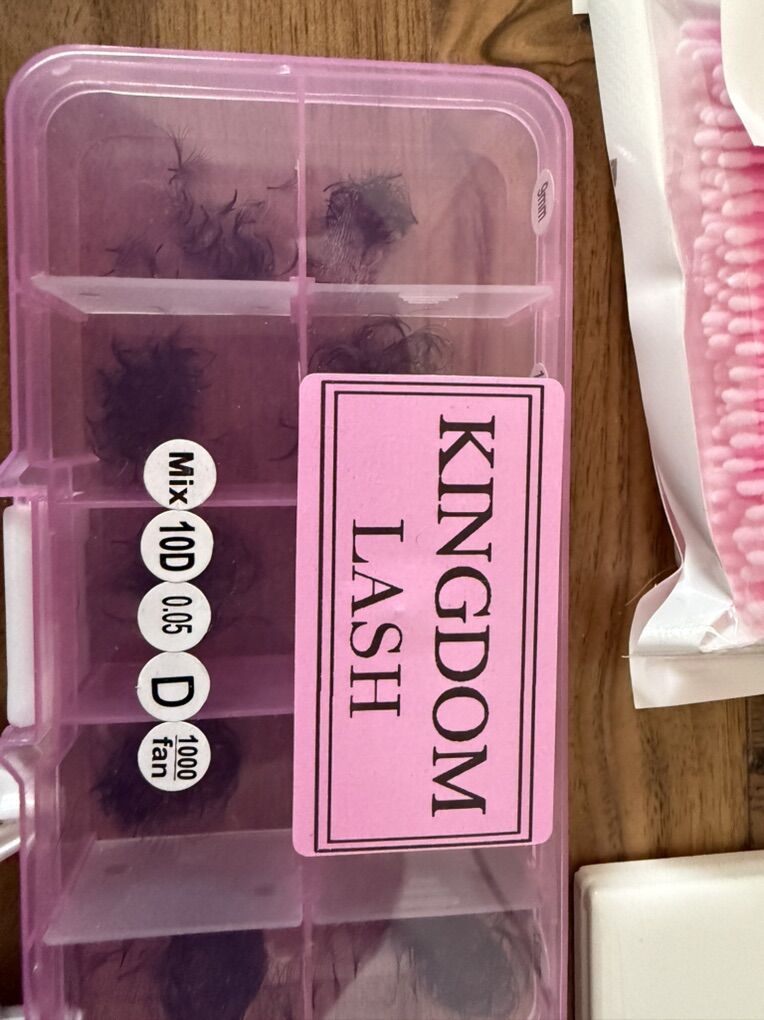 9mm
KINGDOM
LASH
Mix
10D
0.05
D
1000
fan